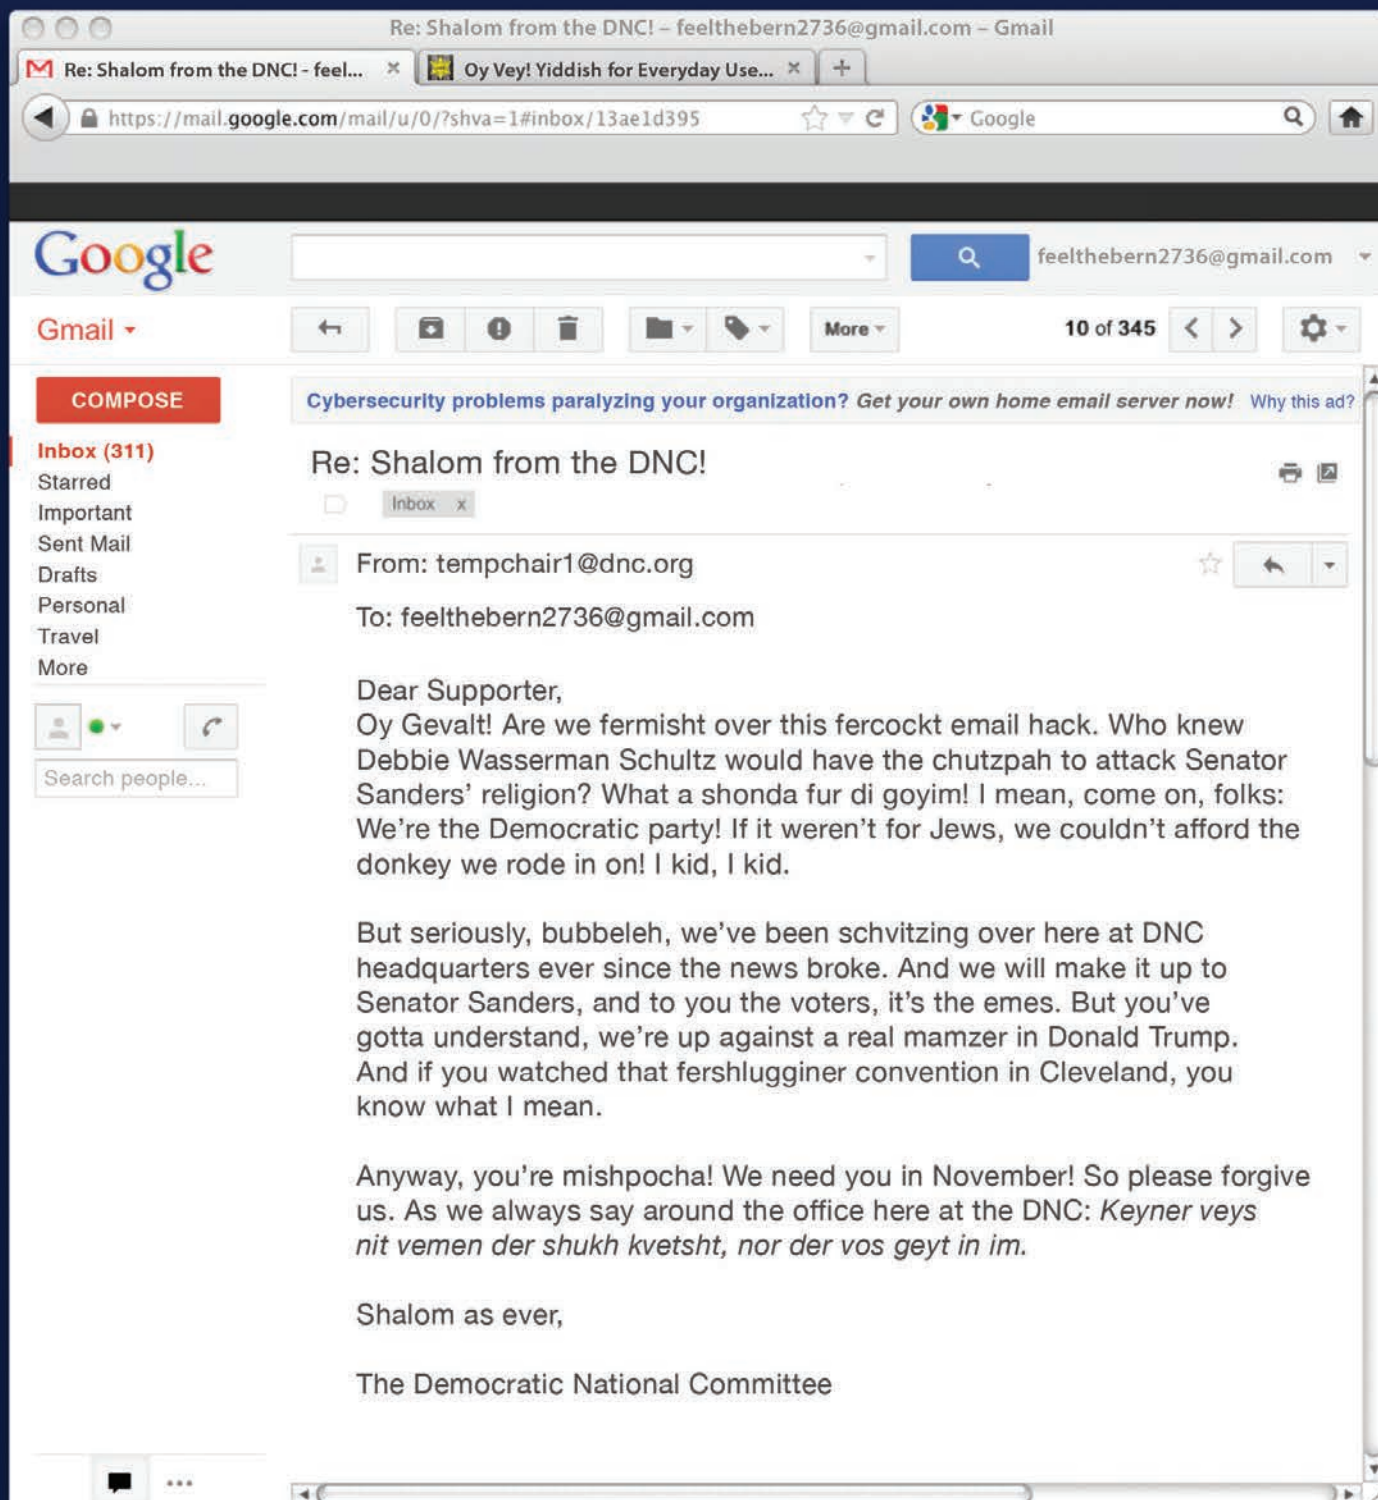 Re: Shalom from the DNC! – feelthebern2736@gmail.com – Gmail
Re: Shalom from the DNC! - feel... × Oy Vey! Yiddish for Everyday Use... × +
https://mail.google.com/mail/u/0/?shva=1#inbox/13ae1d395 Google
Google feelthebern2736@gmail.com
Gmail More 10 of 345
COMPOSE
Cybersecurity problems paralyzing your organization? Get your own home email server now! Why this ad?
Inbox (311)
Starred
Important
Sent Mail
Drafts
Personal
Travel
More
Search people...
Re: Shalom from the DNC!
Inbox x
From: tempchair1@dnc.org
To: feelthebern2736@gmail.com
Dear Supporter,
Oy Gevalt! Are we fermisht over this fercockt email hack. Who knew
Debbie Wasserman Schultz would have the chutzpah to attack Senator
Sanders’ religion? What a shonda fur di goyim! I mean, come on, folks:
We’re the Democratic party! If it weren’t for Jews, we couldn’t afford the
donkey we rode in on! I kid, I kid.
But seriously, bubbeleh, we’ve been schvitzing over here at DNC
headquarters ever since the news broke. And we will make it up to
Senator Sanders, and to you the voters, it’s the emes. But you’ve
gotta understand, we’re up against a real mamzer in Donald Trump.
And if you watched that fershlugginer convention in Cleveland, you
know what I mean.
Anyway, you’re mishpocha! We need you in November! So please forgive
us. As we always say around the office here at the DNC: Keyner veys
nit vemen der shukh kvetsht, nor der vos geyt in im.
Shalom as ever,
The Democratic National Committee